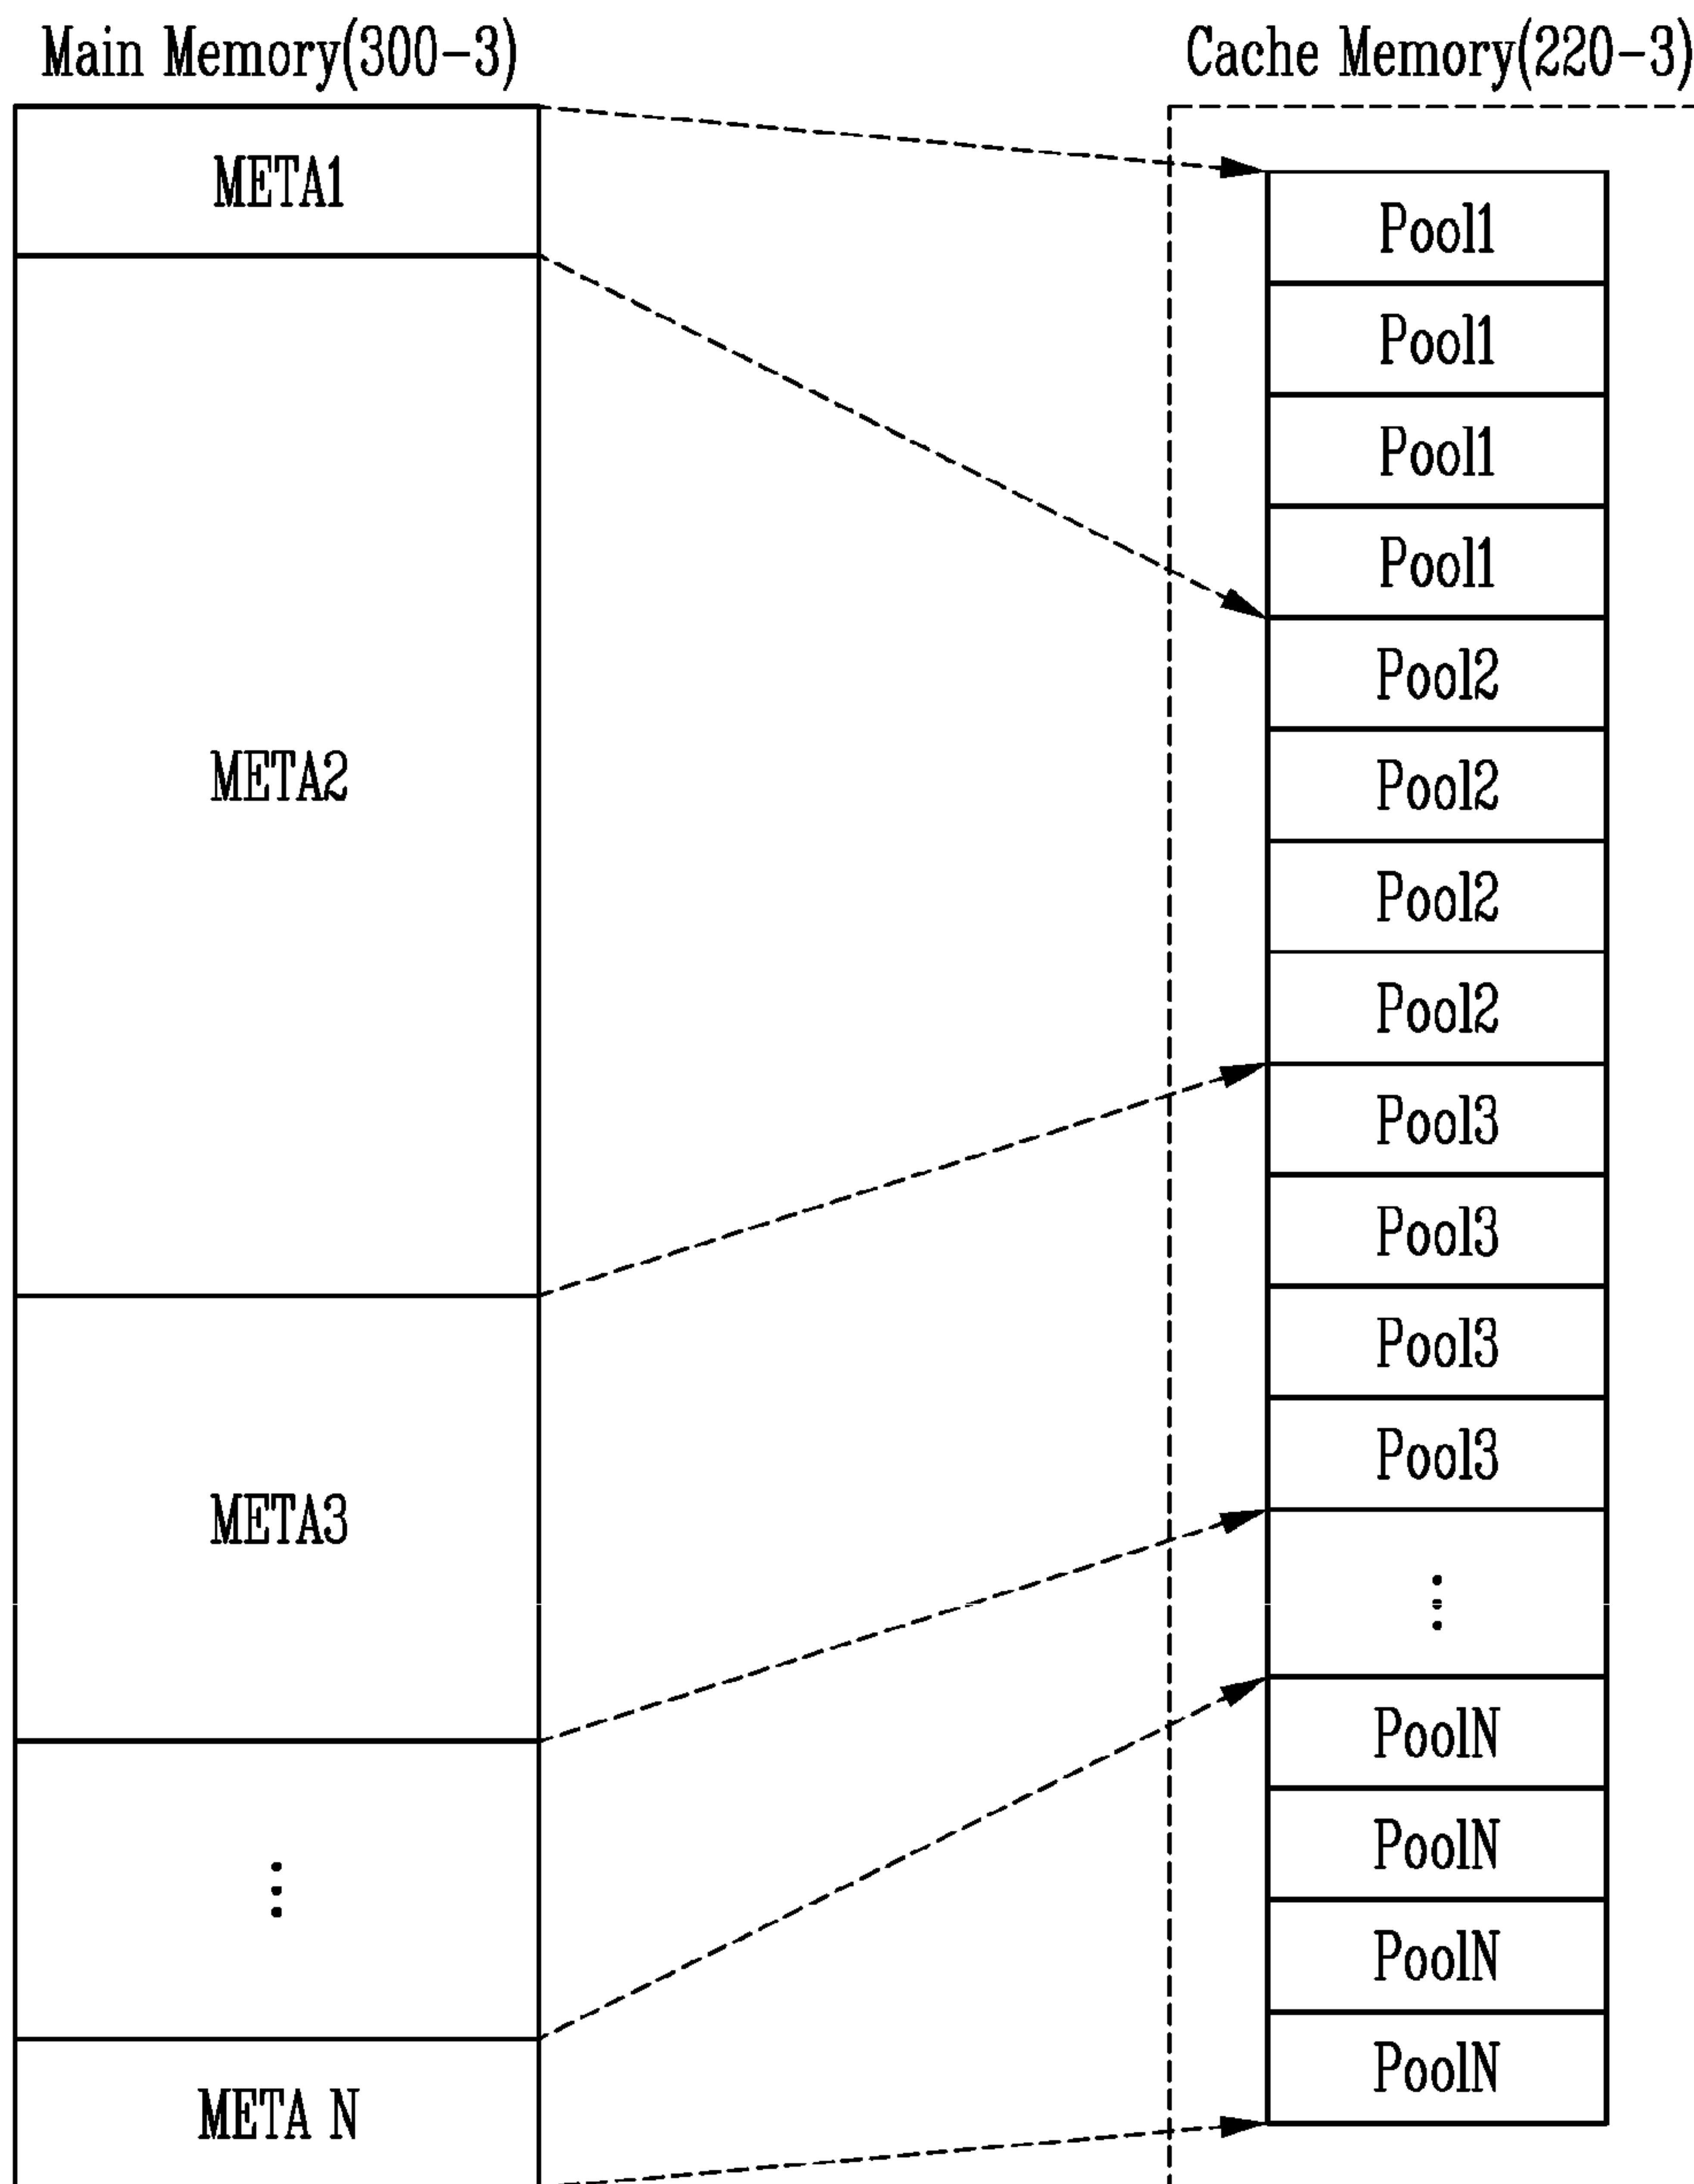 Main Memory(300-3)
Cache Memory(220-3)
META1
META2
META3
⋮
META N
Pool1
Pool1
Pool1
Pool1
Pool2
Pool2
Pool2
Pool2
Pool3
Pool3
Pool3
Pool3
⋮
PoolN
PoolN
PoolN
PoolN